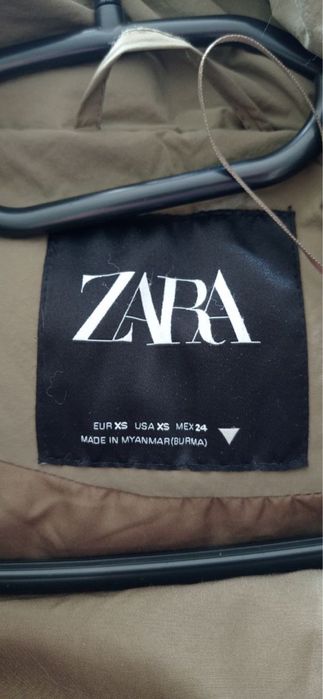 ZARA
EUR XS USA XS MEX 24
MADE IN MYANMAR(BURMA)